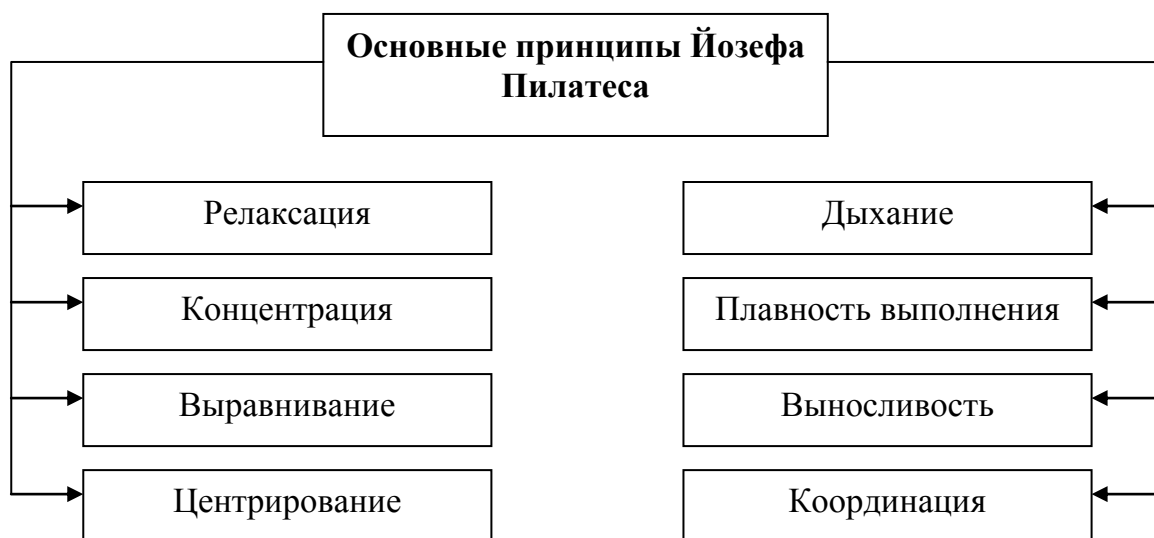 Основные принципы Йозефа
Пилатеса
Релаксация
Концентрация
Выравнивание
Центрирование
Дыхание
Плавность выполнения
Выносливость
Координация